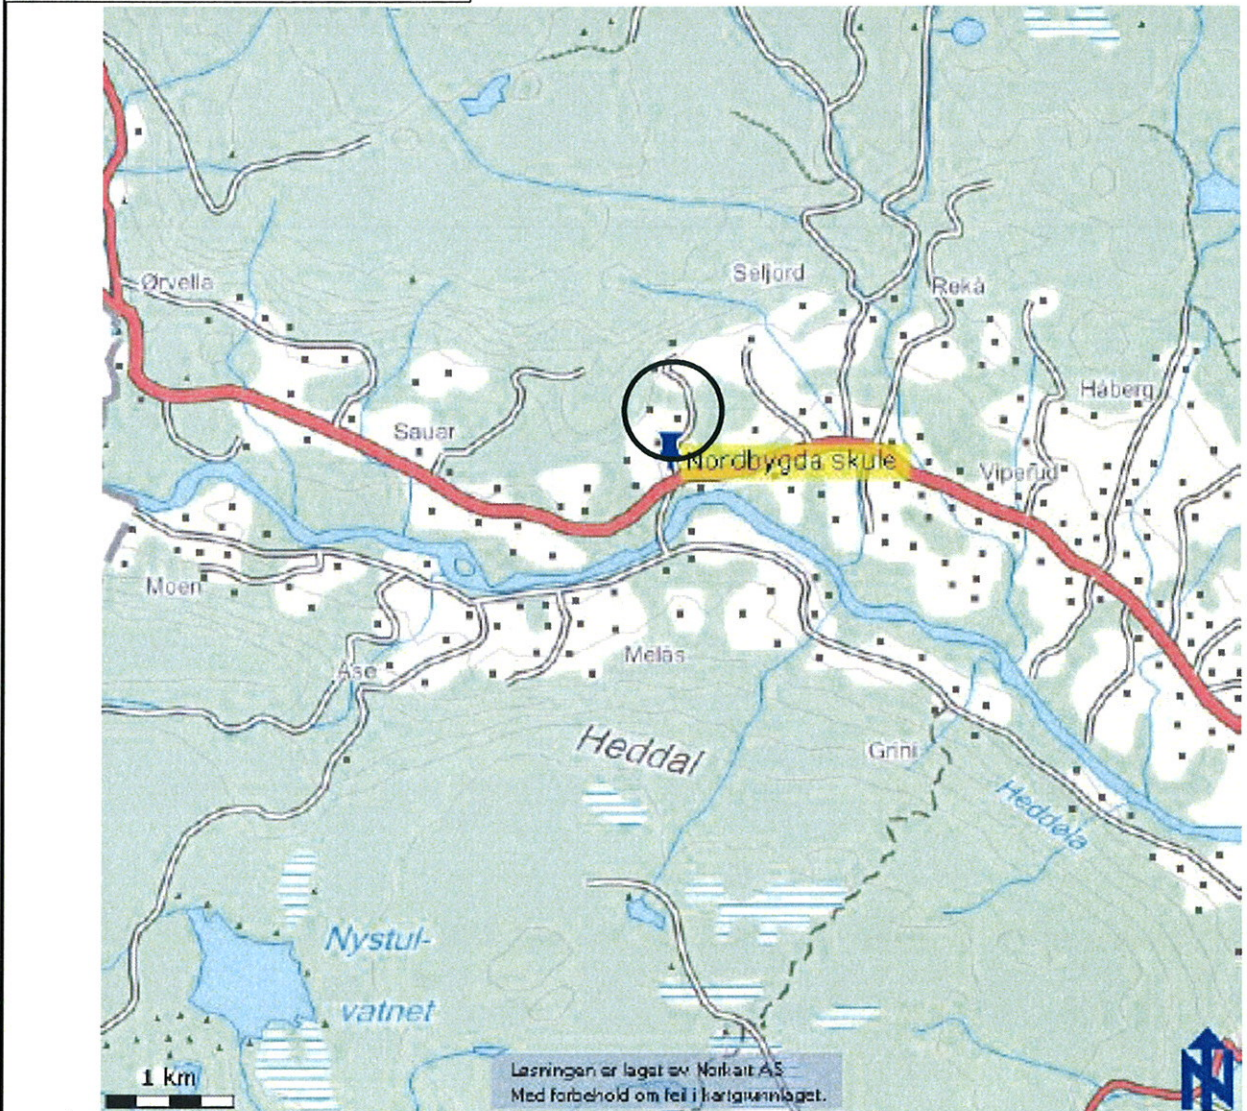 Ørvella
Seljord
Rekå
Håberg
Sauar
Nordbygda skule
Viperud
Moen
Melås
Åse
Heddal
Grini
Heddøla
Nystul-
vatnet
1 km
Løsningen er laget av Norkart AS
Med forbehold om feil i kartgrunnlaget.
N